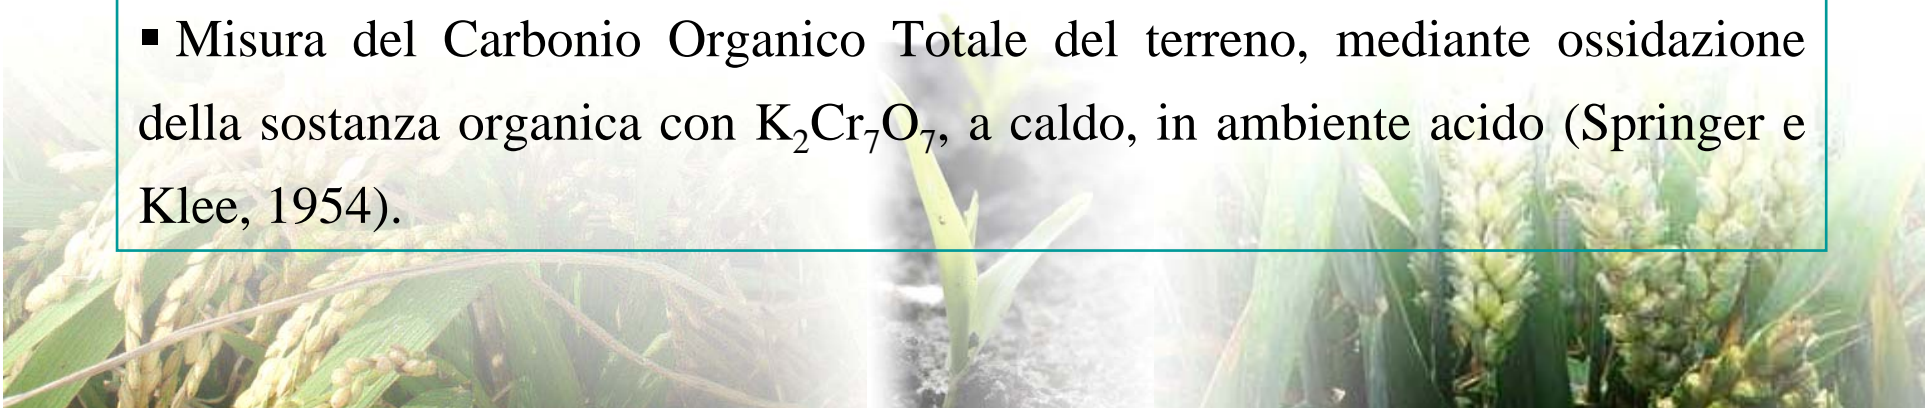 ▪ Misura del Carbonio Organico Totale del terreno, mediante ossidazione
della sostanza organica con K₂Cr₇O₇, a caldo, in ambiente acido (Springer e
Klee, 1954).